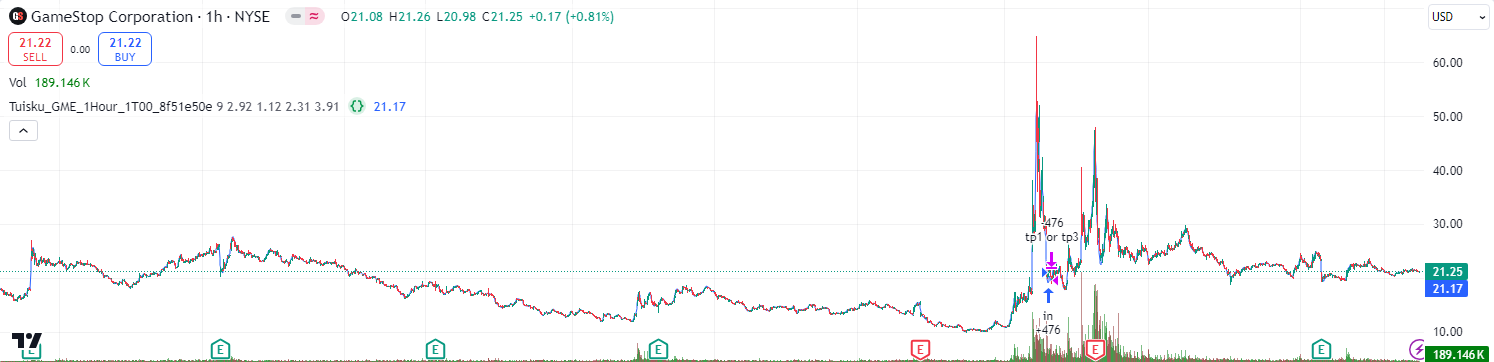 GameStop Corporation · 1h · NYSE O21.08 H21.26 L20.98 C21.25 +0.17 (+0.81%)
USD
21.22 SELL
0.00
21.22 BUY
Vol 189.146 K
Tuisku_GME_1Hour_1T00_8f51e50e 9 2.92 1.12 2.31 3.91 {} 21.17
60.00
50.00
40.00
30.00
-476
tp1 or tp3
21.25
21.17
in
+476
10.00
E E E E E E E
189.146 K